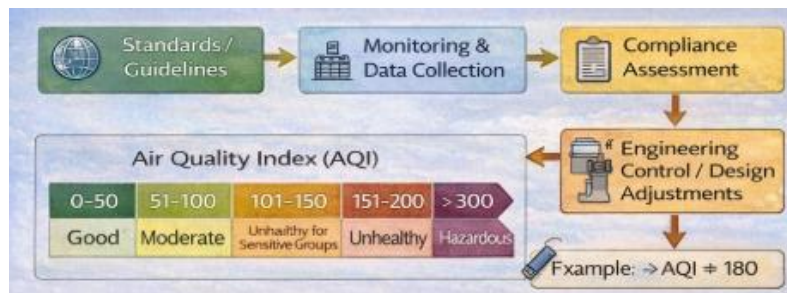 Standards /
Guidelines
Monitoring &
Data Collection
Compliance
Assessment
Engineering
Control / Design
Adjustments
Air Quality Index (AQI)
0-50 51-100 101-150 151-200 >300
Good Moderate Unhailthy for Sensitive Groups Unhealthy Hazardous
Fxample: → AQI ≑ 180